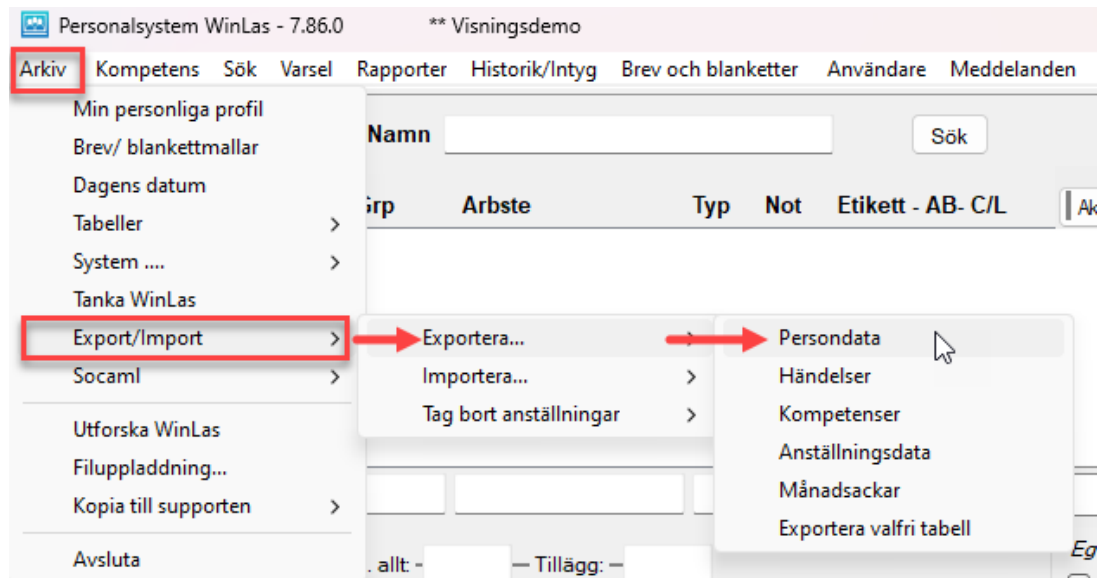 Personalsystem WinLas - 7.86.0 ** Visningsdemo
Arkiv Kompetens Sök Varsel Rapporter Historik/Intyg Brev och blanketter Användare Meddelanden
Min personliga profil
Namn Sök
Brev/ blankettmallar
Dagens datum
Arbste Typ Not Etikett - AB- C/L
Tabeller
System ....
Tanka WinLas
Export/Import Exportera... Persondata
Socaml Importera... Händelser
Tag bort anställningar Kompetenser
Utforska WinLas Anställningsdata
Filuppladdning... Månadsackar
Kopia till supporten Exportera valfri tabell
Avsluta . allt: - Tillägg: